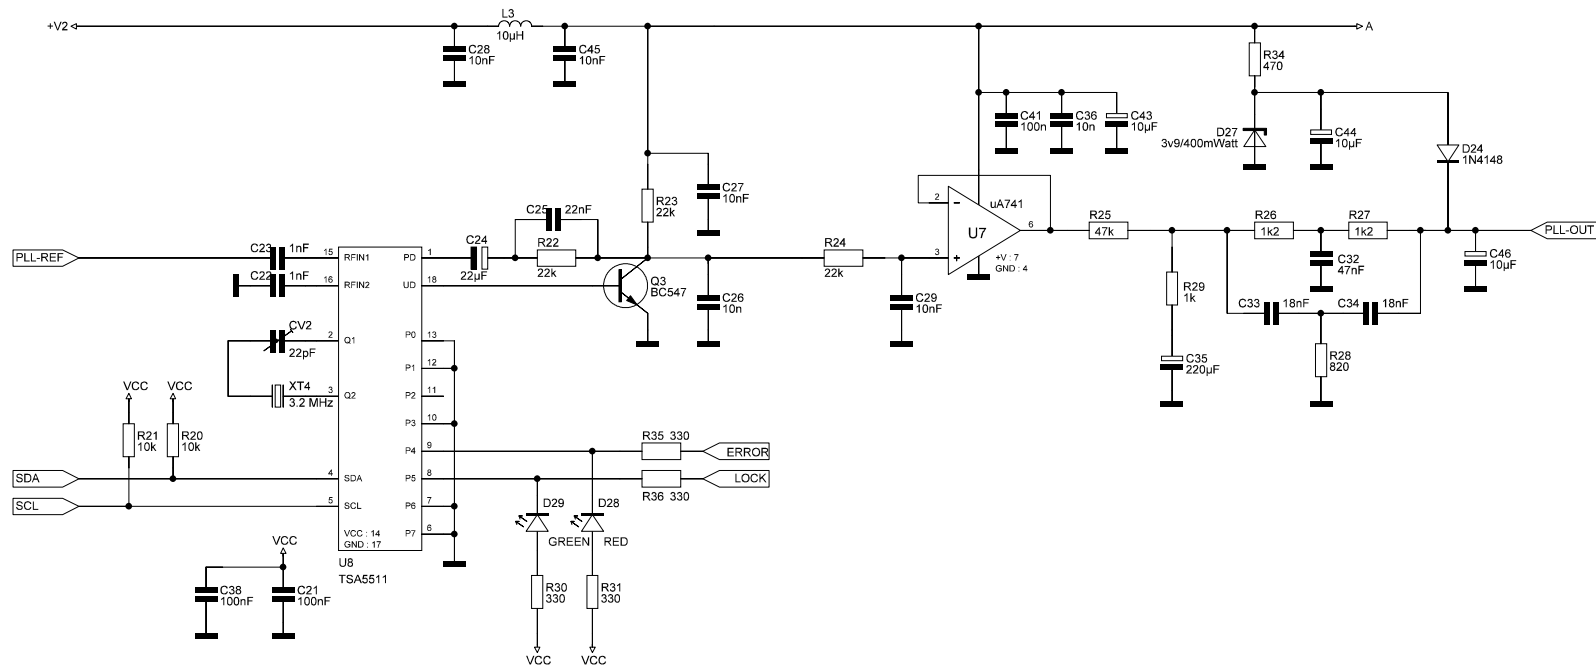 +V2
L3
10µH
A
C28
10nF
C45
10nF
R34
470
C41
100n
C36
10n
C43
10µF
D27
3v9/400mWatt
C44
10µF
D24
1N4148
C27
10nF
R23
22k
C25 22nF
2
uA741
U7
6
3
+V : 7
GND : 4
R25
47k
R26
1k2
R27
1k2
PLL-OUT
PLL-REF
C23 1nF
15 RFIN1
PD 1
C24
22µF
R22
22k
R24
22k
C22 1nF
16 RFIN2
UD 18
Q3
BC547
C26
10n
C29
10nF
R29
1k
C32
47nF
C46
10µF
C33 18nF
C34 18nF
CV2
22pF
2 Q1
P0 13
P1 12
C35
220µF
R28
820
XT4
3.2 MHz
3 Q2
P2 11
P3 10
VCC
VCC
R21
10k
R20
10k
P4 9
R35 330
ERROR
SDA
4 SDA
P5 8
LOCK
R36 330
SCL
5 SCL
P6 7
D29
D28
VCC : 14
GND : 17
P7 6
GREEN
RED
VCC
U8
TSA5511
C38
100nF
C21
100nF
R30
330
R31
330
VCC
VCC